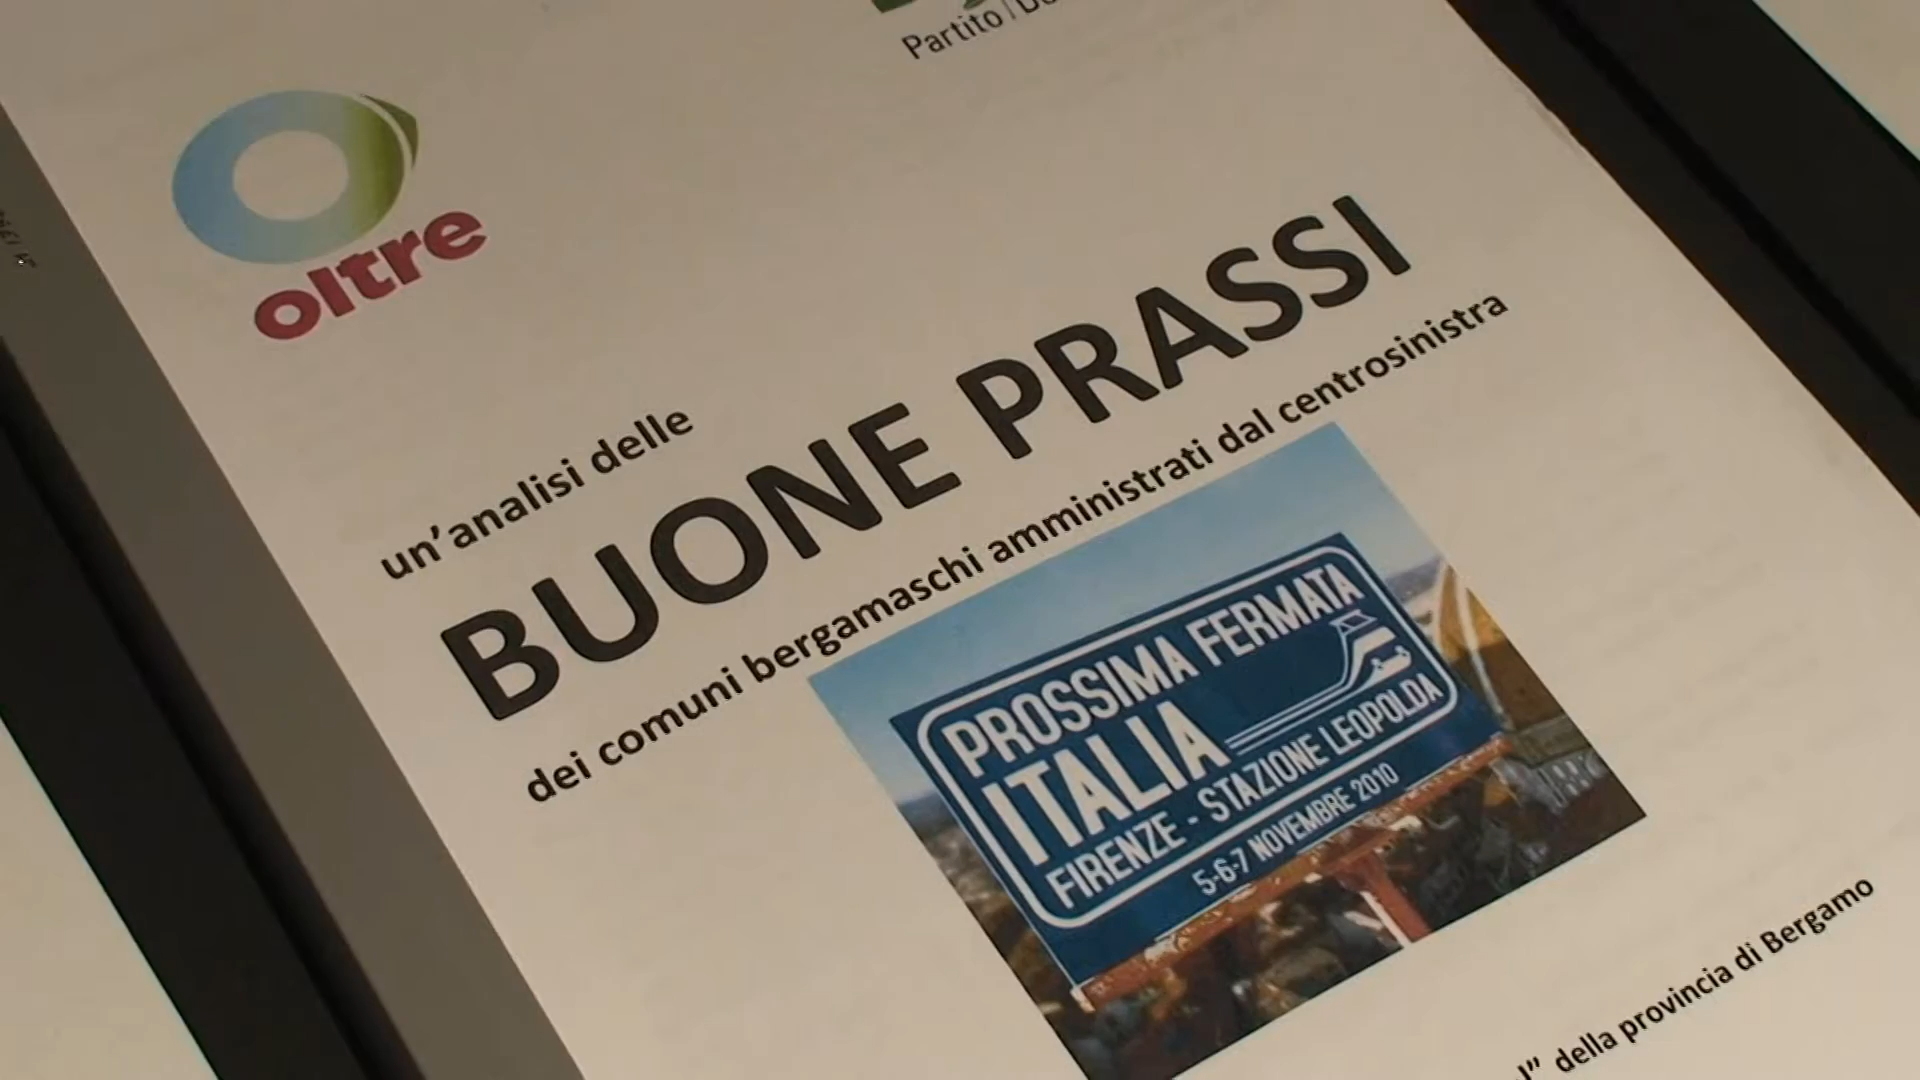 Partito
oltre
un'analisi delle
BUONE PRASSI
dei comuni bergamaschi amministrati dal centrosinistra
PROSSIMA FERMATA
ITALIA
FIRENZE - STAZIONE LEOPOLDA
5-6-7 NOVEMBRE 2010
della provincia di Bergamo